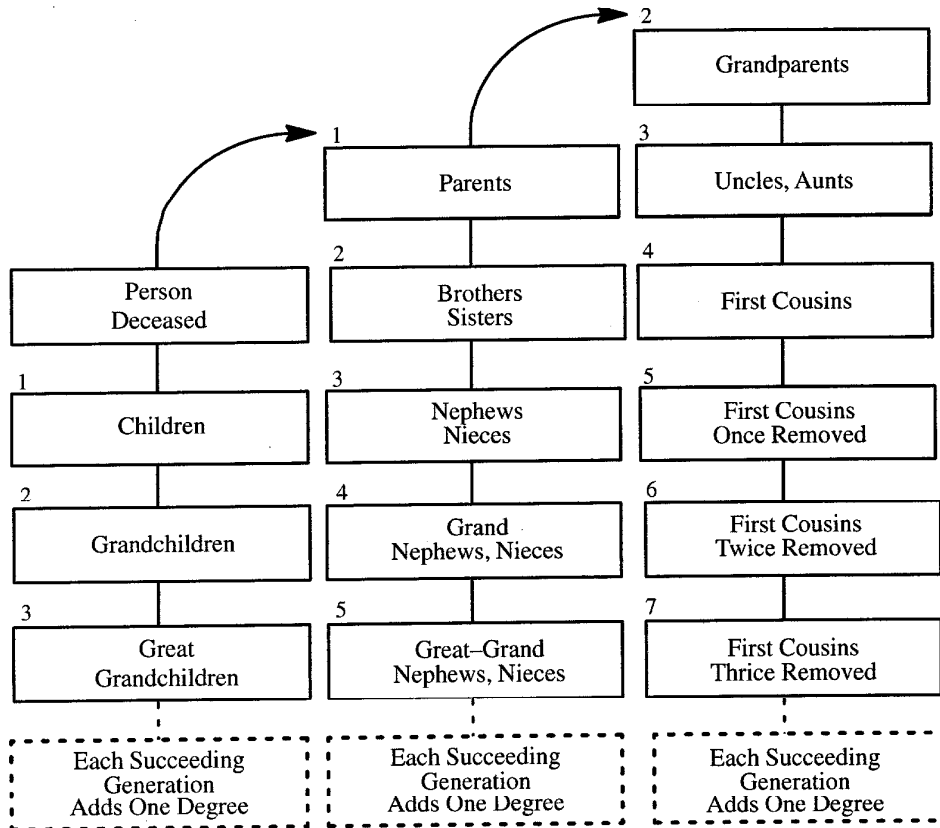 Person
Deceased
1
Children
2
Grandchildren
3
Great
Grandchildren
Each Succeeding
Generation
Adds One Degree
1
Parents
2
Brothers
Sisters
3
Nephews
Nieces
4
Grand
Nephews, Nieces
5
Great–Grand
Nephews, Nieces
Each Succeeding
Generation
Adds One Degree
2
Grandparents
3
Uncles, Aunts
4
First Cousins
5
First Cousins
Once Removed
6
First Cousins
Twice Removed
7
First Cousins
Thrice Removed
Each Succeeding
Generation
Adds One Degree